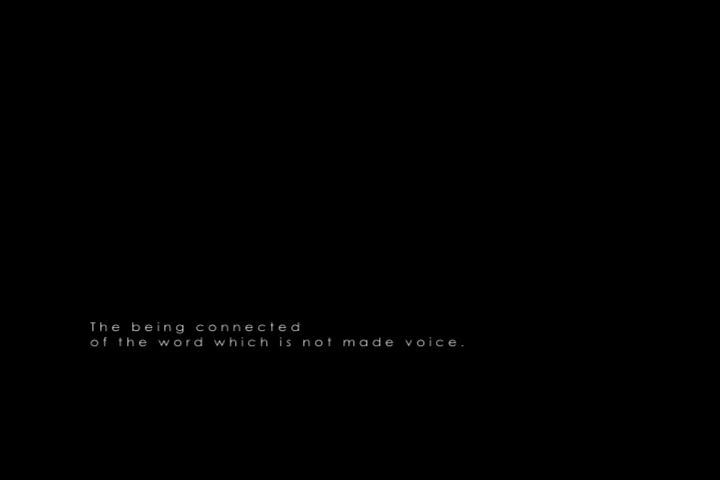 The being connected
of the word which is not made voice.